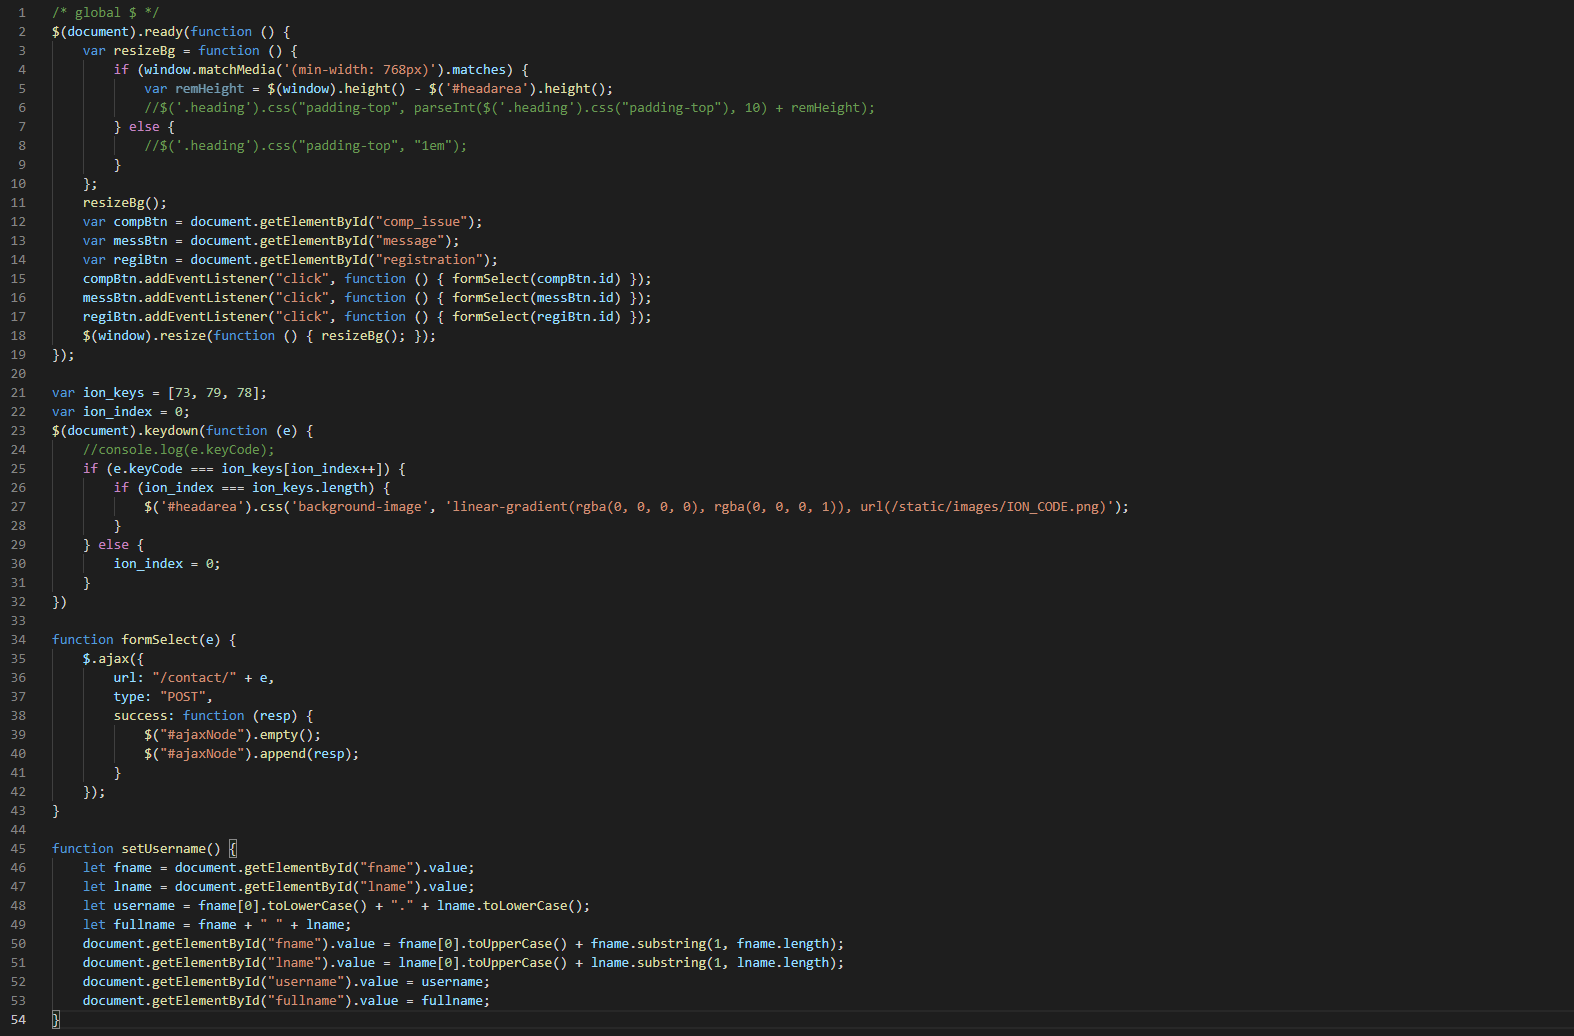 1 /* global $ */
2 $(document).ready(function () {
3     var resizeBg = function () {
4         if (window.matchMedia('(min-width: 768px)').matches) {
5             var remHeight = $(window).height() - $('#headarea').height();
6             //$('.heading').css("padding-top", parseInt($('.heading').css("padding-top"), 10) + remHeight);
7         } else {
8             //$('.heading').css("padding-top", "1em");
9         }
10     };
11     resizeBg();
12     var compBtn = document.getElementById("comp_issue");
13     var messBtn = document.getElementById("message");
14     var regiBtn = document.getElementById("registration");
15     compBtn.addEventListener("click", function () { formSelect(compBtn.id) });
16     messBtn.addEventListener("click", function () { formSelect(messBtn.id) });
17     regiBtn.addEventListener("click", function () { formSelect(regiBtn.id) });
18     $(window).resize(function () { resizeBg(); });
19 });
20
21 var ion_keys = [73, 79, 78];
22 var ion_index = 0;
23 $(document).keydown(function (e) {
24     //console.log(e.keyCode);
25     if (e.keyCode === ion_keys[ion_index++]) {
26         if (ion_index === ion_keys.length) {
27             $('#headarea').css('background-image', 'linear-gradient(rgba(0, 0, 0, 0), rgba(0, 0, 0, 1)), url(/static/images/ION_CODE.png)');
28         }
29     } else {
30         ion_index = 0;
31     }
32 })
33
34 function formSelect(e) {
35     $.ajax({
36         url: "/contact/" + e,
37         type: "POST",
38         success: function (resp) {
39             $("#ajaxNode").empty();
40             $("#ajaxNode").append(resp);
41         }
42     });
43 }
44
45 function setUsername() {
46     let fname = document.getElementById("fname").value;
47     let lname = document.getElementById("lname").value;
48     let username = fname[0].toLowerCase() + "." + lname.toLowerCase();
49     let fullname = fname + " " + lname;
50     document.getElementById("fname").value = fname[0].toUpperCase() + fname.substring(1, fname.length);
51     document.getElementById("lname").value = lname[0].toUpperCase() + lname.substring(1, lname.length);
52     document.getElementById("username").value = username;
53     document.getElementById("fullname").value = fullname;
54 }